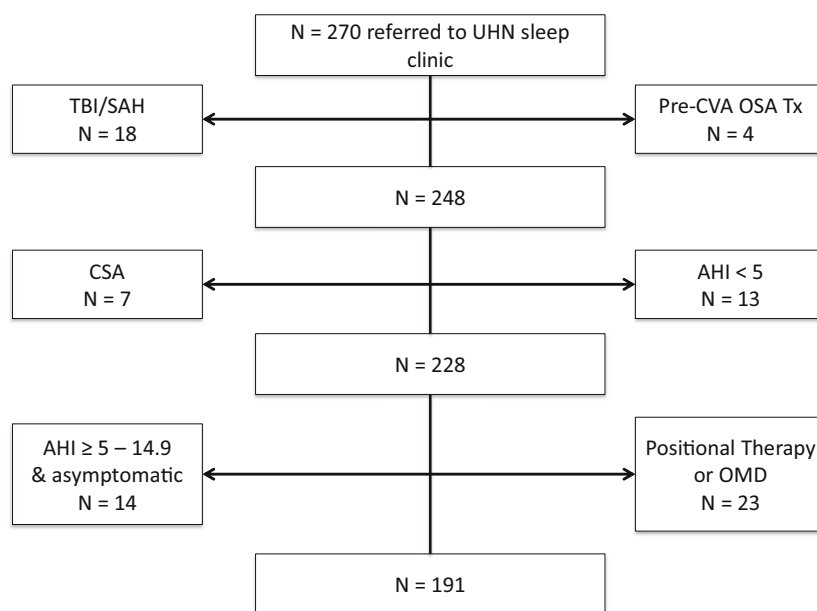 N = 270 referred to UHN sleep
clinic
TBI/SAH
N = 18
Pre-CVA OSA Tx
N = 4
N = 248
CSA
N = 7
AHI < 5
N = 13
N = 228
AHI ≥ 5 – 14.9
& asymptomatic
N = 14
Positional Therapy
or OMD
N = 23
N = 191